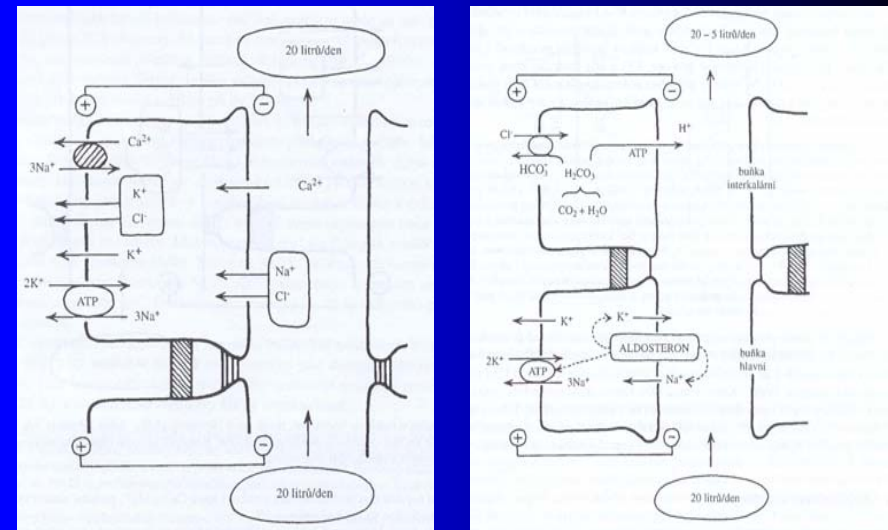 20 litrů/den
+
−
Ca²⁺
3Na⁺
Ca²⁺
K⁺
Cl⁻
K⁺
Na⁺
Cl⁻
2K⁺
ATP
3Na⁺
+
−
20 litrů/den
20 – 5 litrů/den
+
−
Cl⁻
H⁺
ATP
HCO₃⁻
H₂CO₃
CO₂ + H₂O
buňka
interkalární
K⁺
K⁺
ALDOSTERON
2K⁺
ATP
3Na⁺
Na⁺
buňka
hlavní
+
−
20 litrů/den